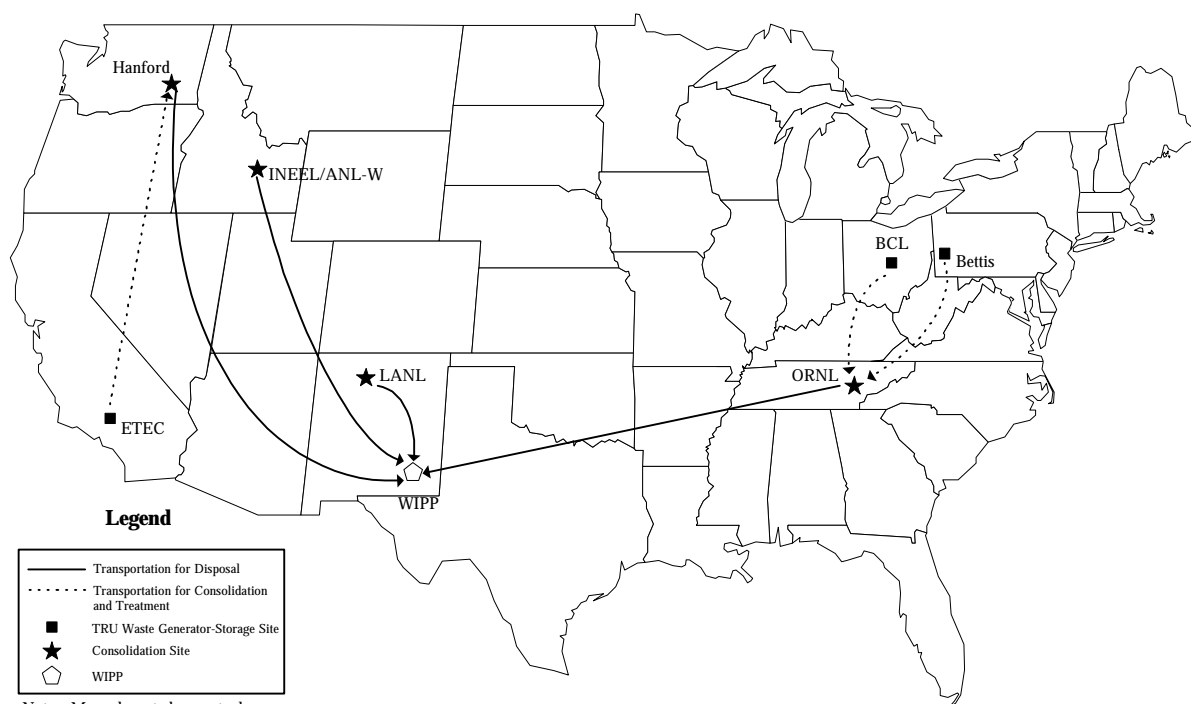 Hanford
INEEL/ANL-W
BCL
Bettis
LANL
ORNL
ETEC
WIPP
Legend
Transportation for Disposal
Transportation for Consolidation
and Treatment
TRU Waste Generator-Storage Site
Consolidation Site
WIPP